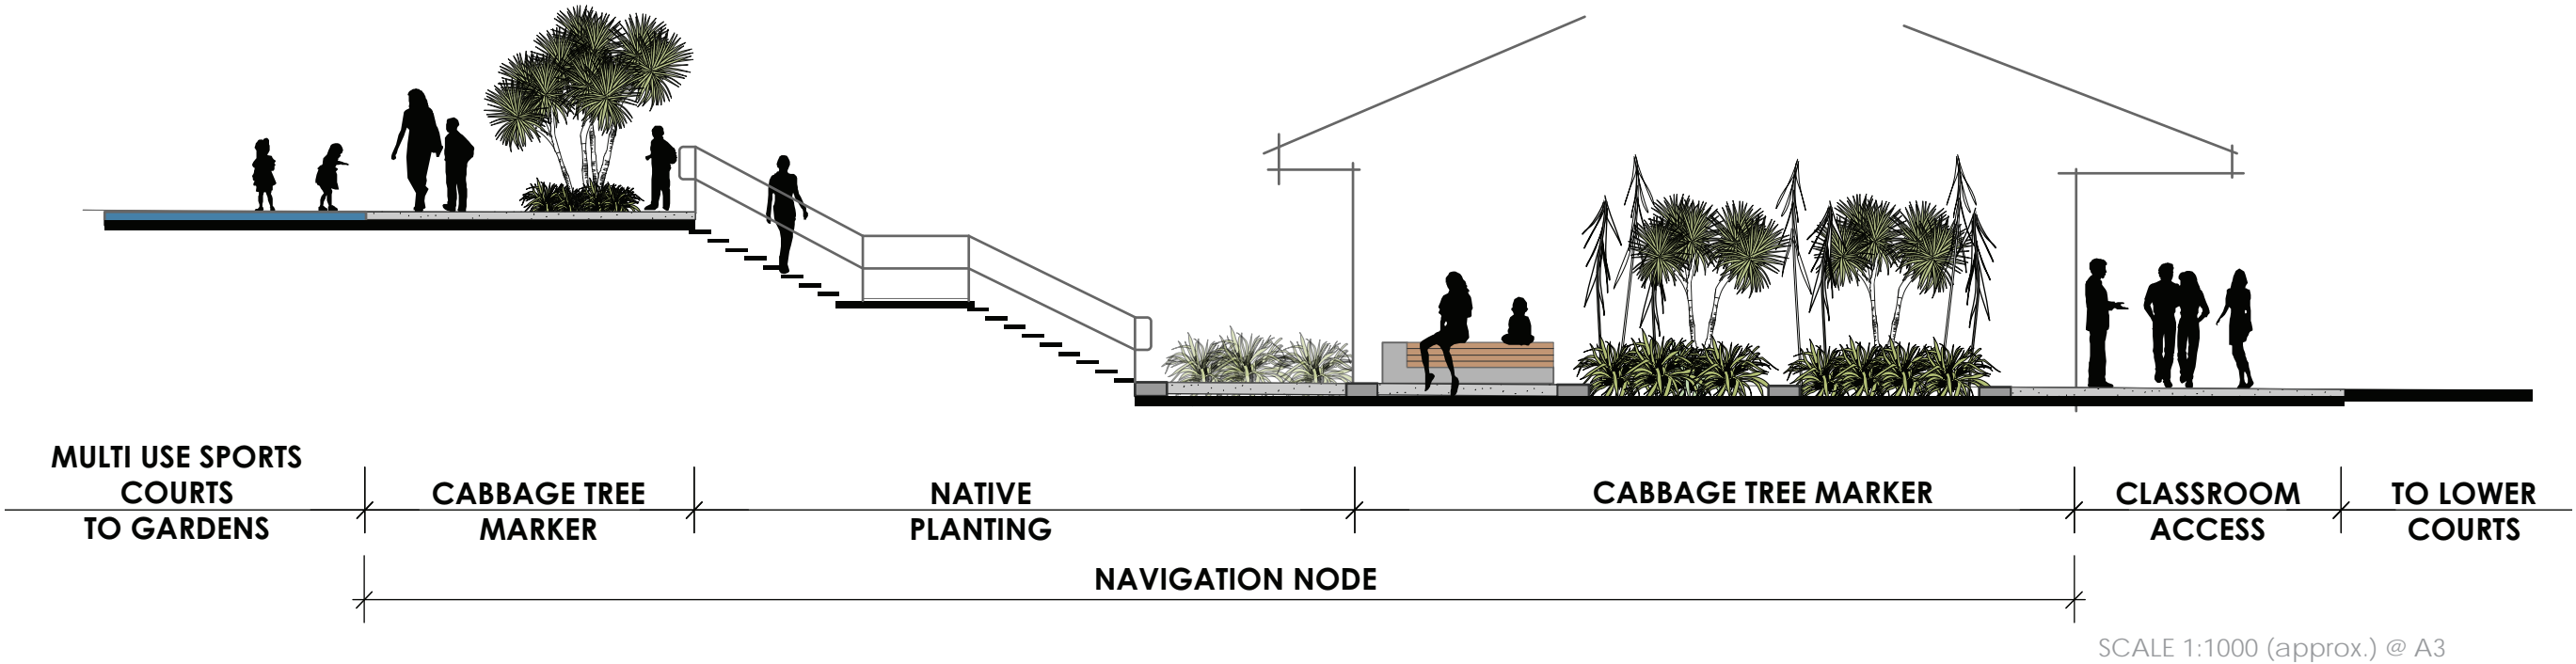 MULTI USE SPORTS
COURTS
TO GARDENS
CABBAGE TREE
MARKER
NATIVE
PLANTING
CABBAGE TREE MARKER
CLASSROOM
ACCESS
TO LOWER
COURTS
NAVIGATION NODE
SCALE 1:1000 (approx.) @ A3